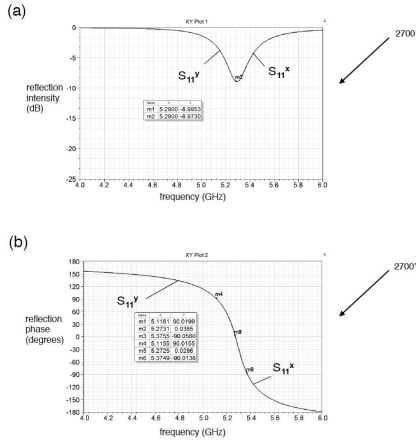 (a)
XY Plot 1
2700
0
-5
-10
-15
-20
-25
reflection
intensity
(dB)
S11y
m2
S11x
Name X Y
m1 5.2900 -8.9953
m2 5.2900 -8.9730
4.0 4.2 4.4 4.6 4.8 5.0 5.2 5.4 5.6 5.8 6.0
frequency (GHz)
(b)
XY Plot 2
2700'
180
150
120
90
60
30
0
-30
-60
-90
-120
-150
-180
reflection
phase
(degrees)
S11y
m4
Name X Y
m1 5.1161 90.0199
m2 5.2731 0.0385
m3 5.3755 -90.0560
m4 5.1155 90.0155
m5 5.2725 0.0286
m6 5.3749 -90.0138
S11x
4.0 4.2 4.4 4.6 4.8 5.0 5.2 5.4 5.6 5.8 6.0
frequency (GHz)